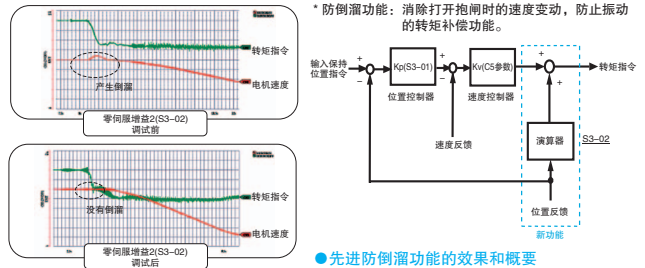 转矩指令
电机速度
产生倒溜
零伺服增益2(S3-02)
调试前
转矩指令
没有倒溜
电机速度
零伺服增益2(S3-02)
调试后
* 防倒溜功能：消除打开抱闸时的速度变动，防止振动
的转矩补偿功能。
输入保持
位置指令
+
−
Kp(S3-01)
位置控制器
+
−
Kv(C5参数)
速度控制器
+
+
转矩指令
速度反馈
演算器
S3-02
位置反馈
新功能
●先进防倒溜功能的效果和概要